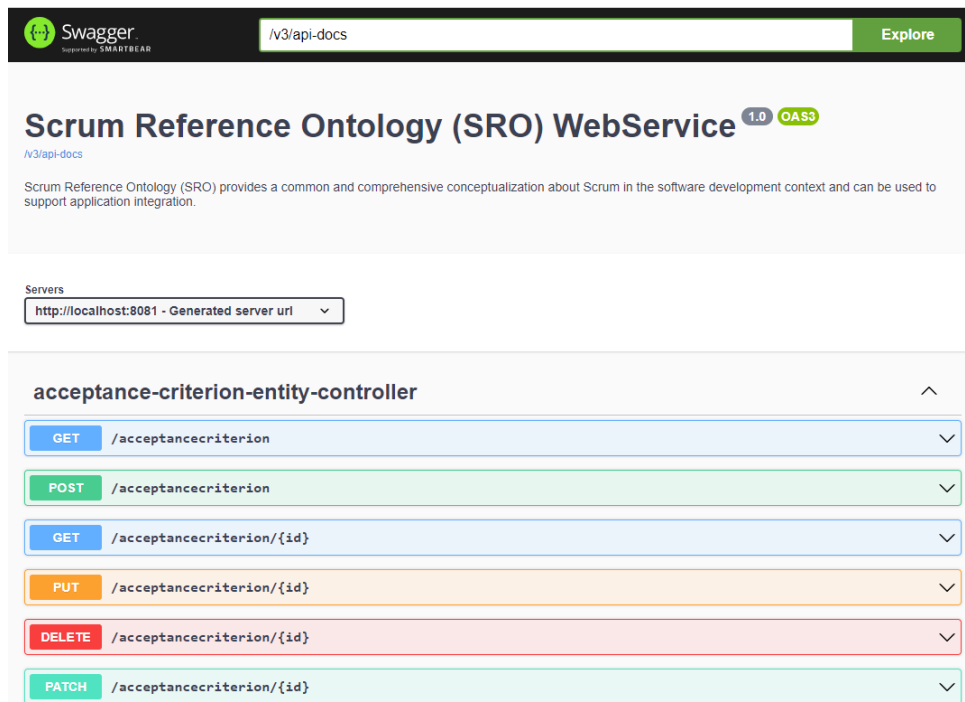 Swagger.
Supported by SMARTBEAR
/v3/api-docs
Explore
Scrum Reference Ontology (SRO) WebService 1.0 OAS3
/v3/api-docs
Scrum Reference Ontology (SRO) provides a common and comprehensive conceptualization about Scrum in the software development context and can be used to
support application integration.
Servers
http://localhost:8081 - Generated server url
acceptance-criterion-entity-controller
GET /acceptancecriterion
POST /acceptancecriterion
GET /acceptancecriterion/{id}
PUT /acceptancecriterion/{id}
DELETE /acceptancecriterion/{id}
PATCH /acceptancecriterion/{id}